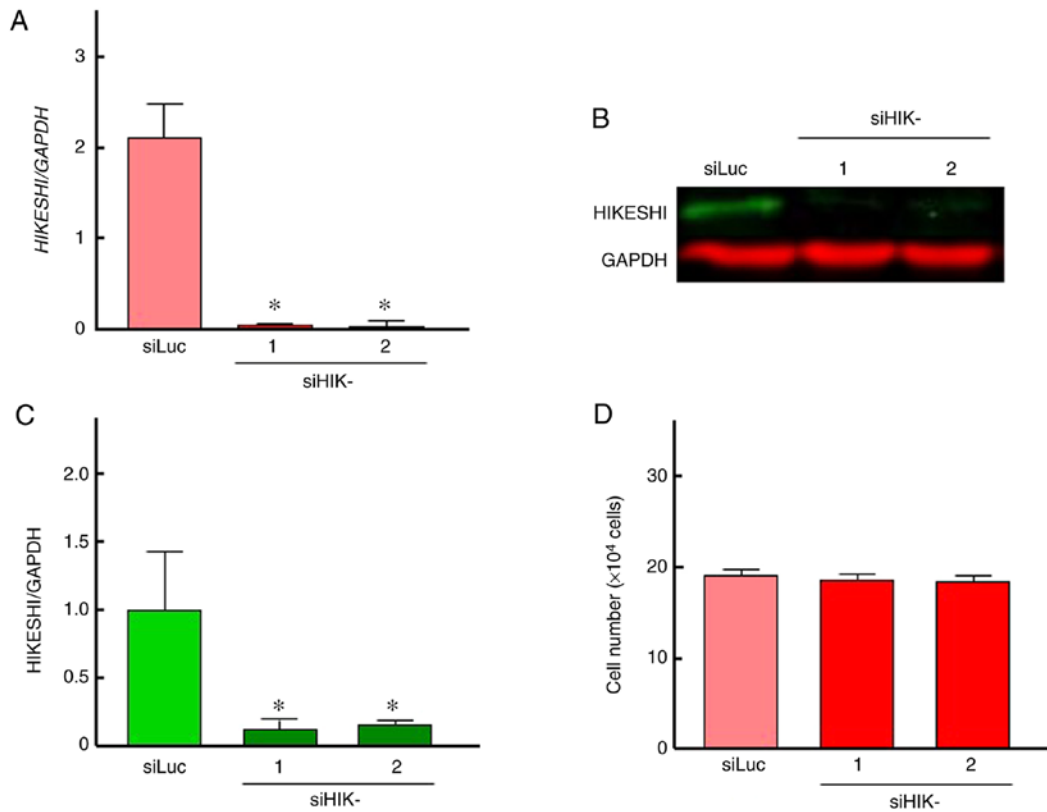 A
HIKESHI/GAPDH
3
2
1
0
*
*
siLuc
1
2
siHIK-
B
siHIK-
siLuc
1
2
HIKESHI
GAPDH
C
HIKESHI/GAPDH
2.0
1.5
1.0
0.5
0
*
*
siLuc
1
2
siHIK-
D
Cell number (×10⁴ cells)
30
20
10
0
siLuc
1
2
siHIK-